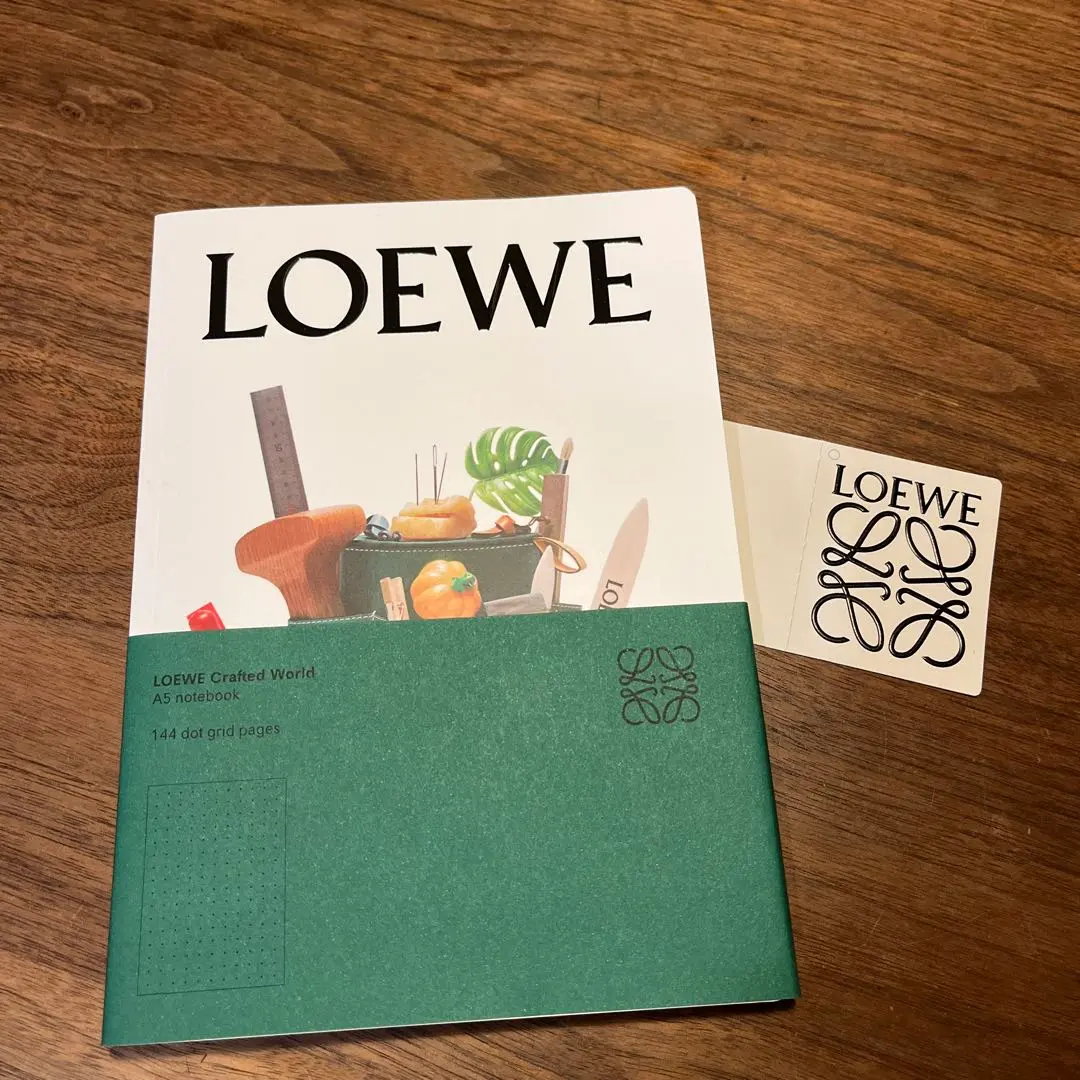 LOEWE
LOEWE
LOEWE Crafted World
A5 notebook
144 dot grid pages